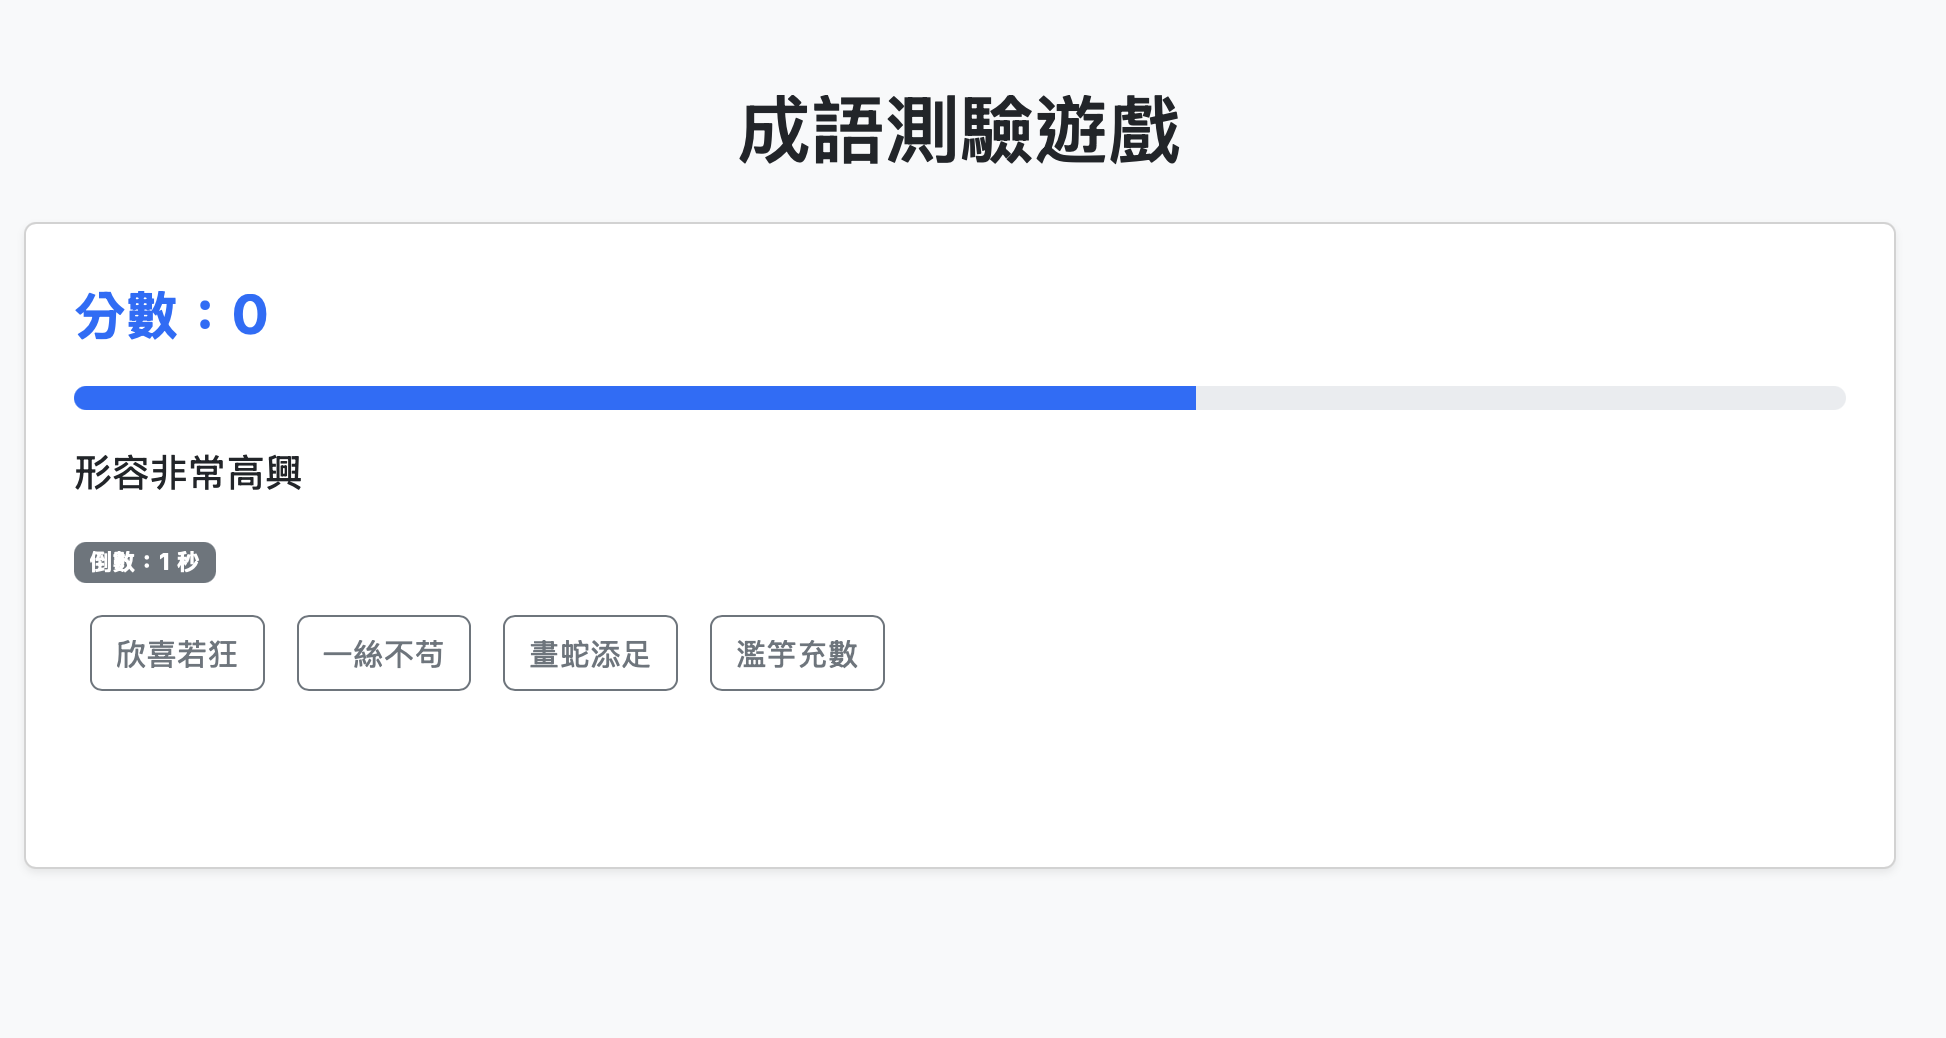 成語測驗遊戲
分數：0
形容非常高興
倒數：1 秒
欣喜若狂 一絲不苟 畫蛇添足 濫竽充數